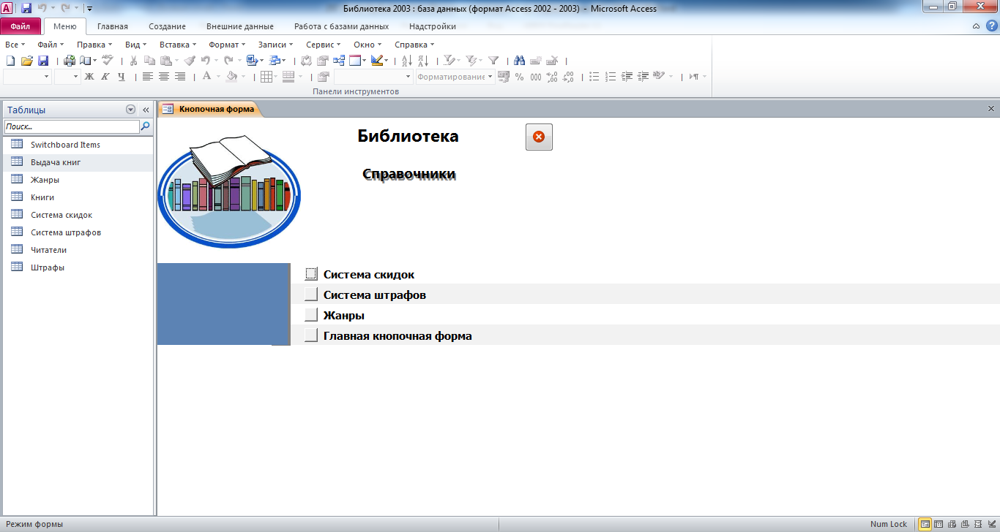 Библиотека 2003 : база данных (формат Access 2002 - 2003) - Microsoft Access
Файл Меню Главная Создание Внешние данные Работа с базами данных Надстройки
Все Файл Правка Вид Вставка Формат Записи Сервис Окно Справка
Ж К Ч А Форматирование % 000
Панели инструментов
Таблицы
Поиск...
Switchboard Items
Выдача книг
Жанры
Книги
Система скидок
Система штрафов
Читатели
Штрафы
Кнопочная форма
Библиотека
Справочники
Система скидок
Система штрафов
Жанры
Главная кнопочная форма
Режим формы
Num Lock